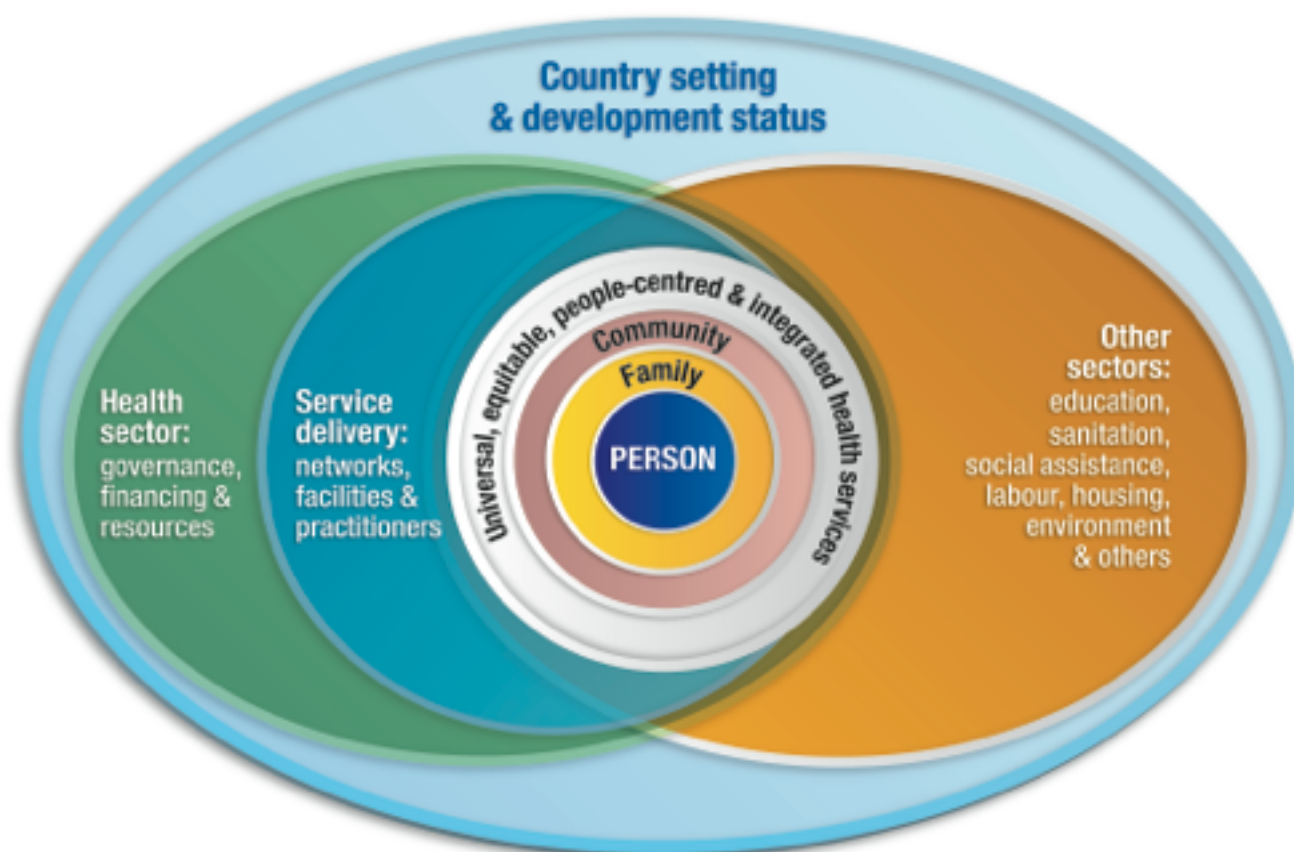 Country setting
& development status
Health
sector:
governance,
financing &
resources
Service
delivery:
networks,
facilities &
practitioners
Universal, equitable, people-centred & integrated health services
Community
Family
PERSON
Other
sectors:
education,
sanitation,
social assistance,
labour, housing,
environment
& others